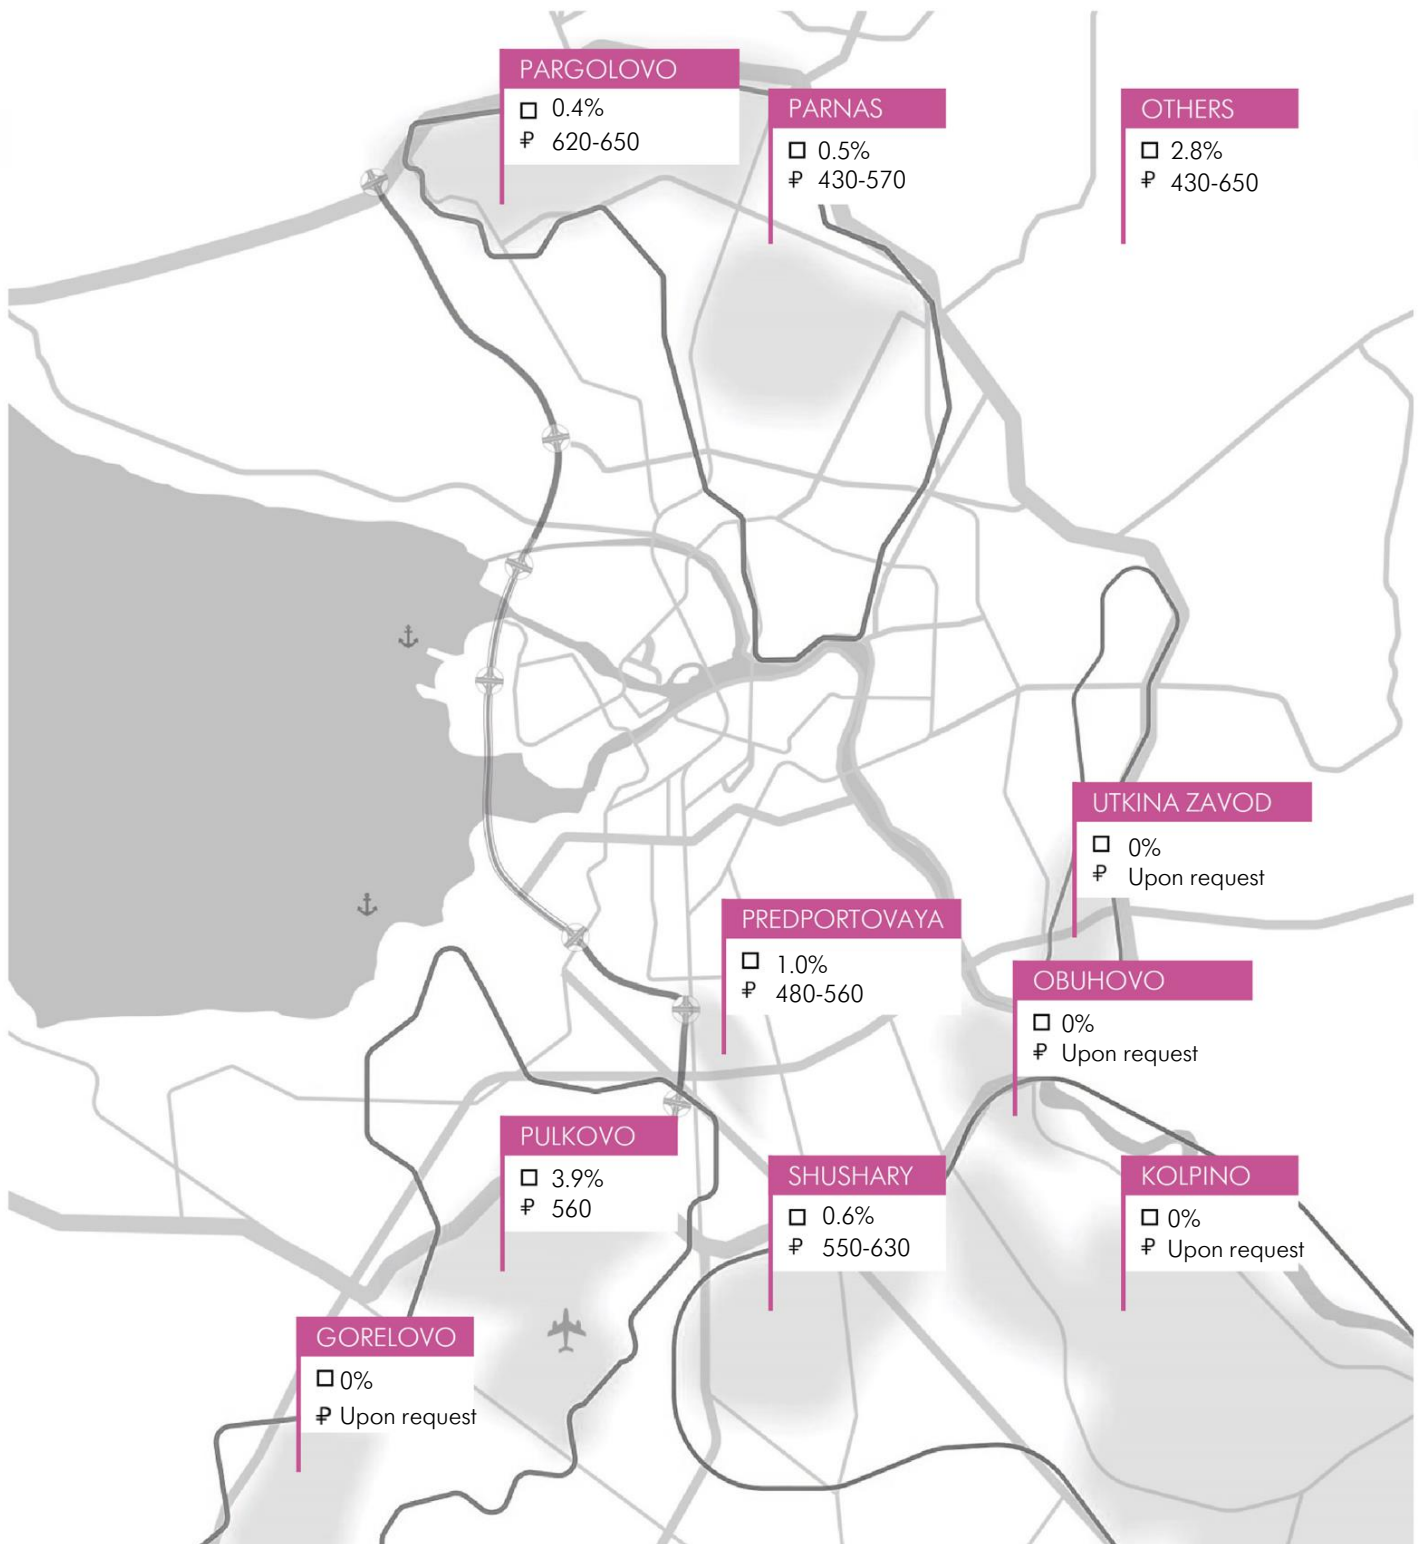 PARGOLOVO
0.4%
₽ 620-650
PARNAS
0.5%
₽ 430-570
OTHERS
2.8%
₽ 430-650
UTKINA ZAVOD
0%
₽ Upon request
PREDPORTOVAYA
1.0%
₽ 480-560
OBUHOVO
0%
₽ Upon request
PULKOVO
3.9%
₽ 560
SHUSHARY
0.6%
₽ 550-630
KOLPINO
0%
₽ Upon request
GORELOVO
0%
₽ Upon request